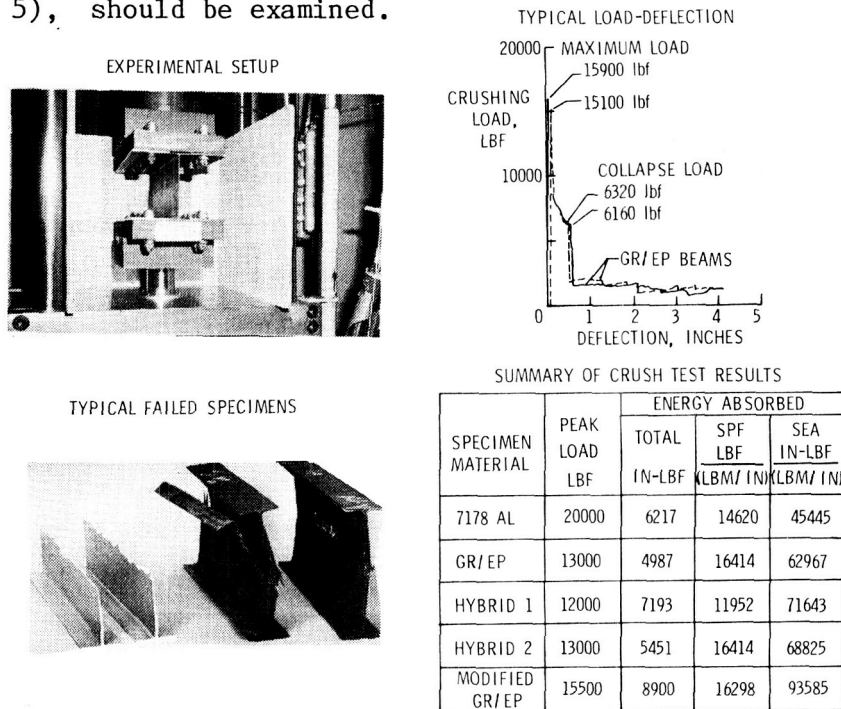 5), should be examined.
EXPERIMENTAL SETUP
TYPICAL FAILED SPECIMENS
TYPICAL LOAD-DEFLECTION
20000
MAXIMUM LOAD
15900 lbf
CRUSHING
LOAD,
LBF
15100 lbf
10000
COLLAPSE LOAD
6320 lbf
6160 lbf
GR/EP BEAMS
0 1 2 3 4 5
DEFLECTION, INCHES
SUMMARY OF CRUSH TEST RESULTS
SPECIMEN
MATERIAL
PEAK
LOAD
LBF
ENERGY ABSORBED
TOTAL
IN-LBF
SPF
LBF
(LBM/IN)
SEA
IN-LBF
(LBM/IN)
7178 AL 20000 6217 14620 45445
GR/EP 13000 4987 16414 62967
HYBRID 1 12000 7193 11952 71643
HYBRID 2 13000 5451 16414 68825
MODIFIED
GR/EP 15500 8900 16298 93585